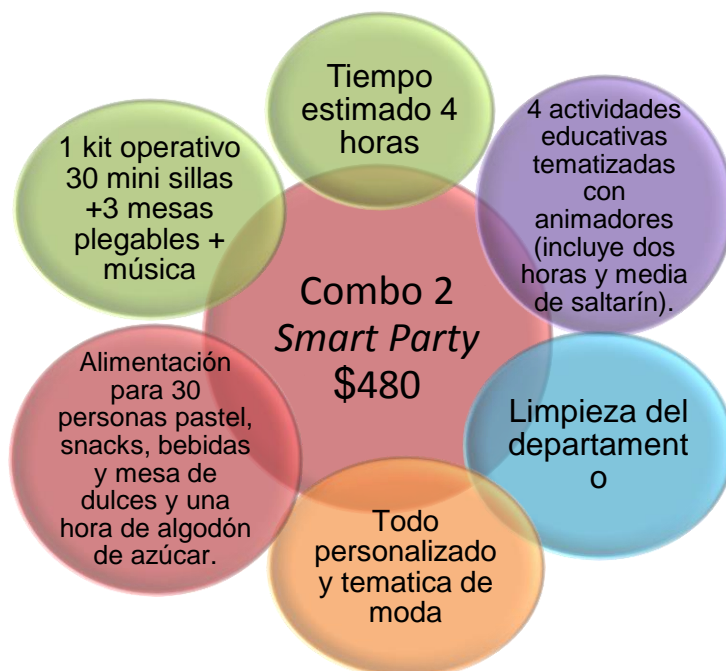 Tiempo
estimado 4
horas
4 actividades
educativas
tematizadas
con
animadores
(incluye dos
horas y media
de saltarín).
Limpieza del
departament
o
Todo
personalizado
y tematica de
moda
Alimentación
para 30
personas pastel,
snacks, bebidas
y mesa de
dulces y una
hora de algodón
de azúcar.
1 kit operativo
30 mini sillas
+3 mesas
plegables +
música
Combo 2
Smart Party
$480